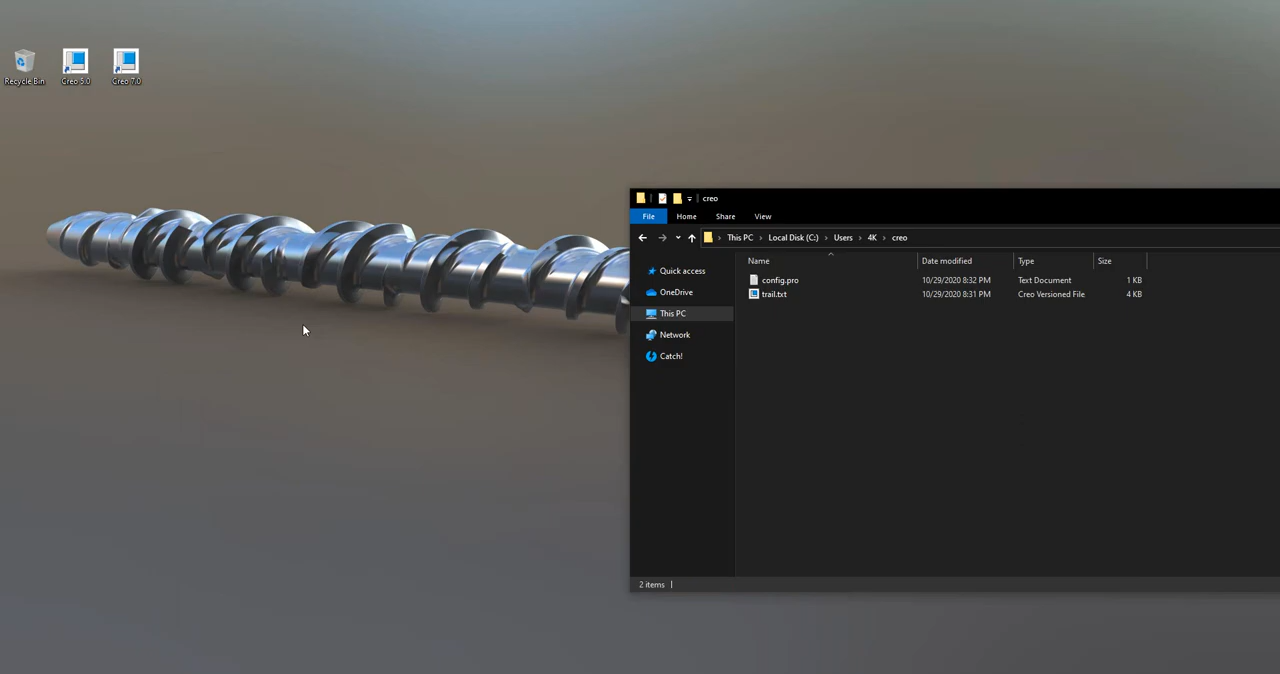 Recycle Bin
Creo 5.0
Creo 7.0
creo
File Home Share View
This PC Local Disk (C:) Users 4K creo
Name Date modified Type Size
Quick access
OneDrive
This PC
Network
Catch!
config.pro 10/29/2020 8:32 PM Text Document 1 KB
trail.txt 10/29/2020 8:31 PM Creo Versioned File 4 KB
2 items